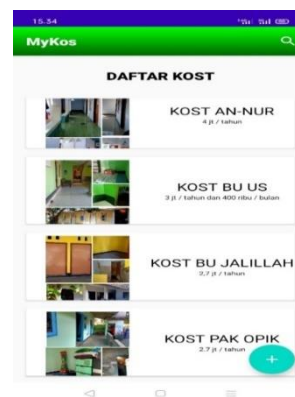 15.34
MyKos
DAFTAR KOST
KOST AN-NUR
4 jt / tahun
KOST BU US
3 jt / tahun dan 400 ribu / bulan
KOST BU JALILLAH
2,7 jt / tahun
KOST PAK OPIK
2.7 jt / tahun
+